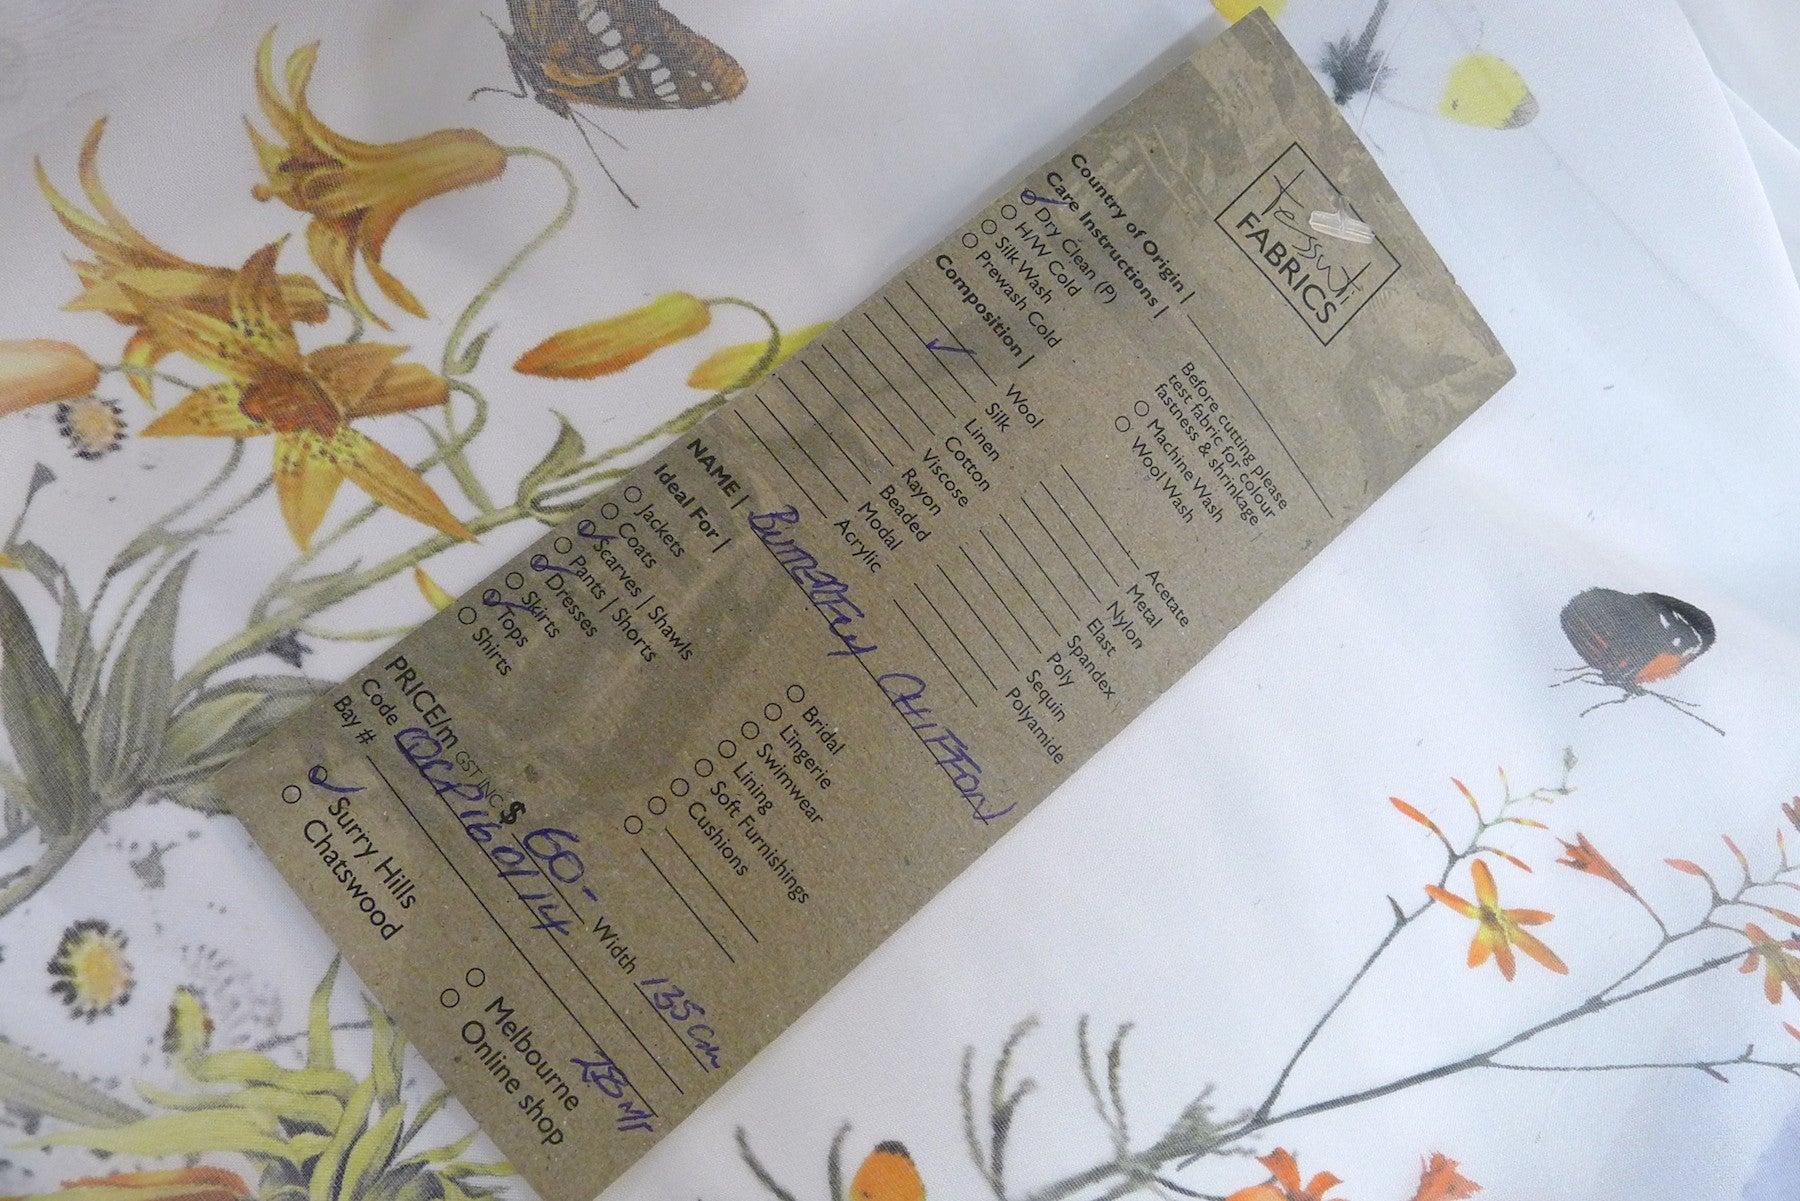 tessuti
FABRICS
Country of Origin |
Care Instructions |
Dry Clean (P)
H/W Cold
Silk Wash
Prewash Cold
Before cutting please
test fabric for colour
fastness & shrinkage |
Machine Wash
Wool Wash
Composition |
Wool
Silk
Linen
Cotton
Viscose
Rayon
Beaded
Modal
Acrylic
Acetate
Metal
Nylon
Elast
Spandex
Poly
Sequin
Polyamide
NAME | BUTTERFLY CHIFFON
Ideal For |
Jackets
Coats
Scarves | Shawls
Pants | Shorts
Dresses
Skirts
Tops
Shirts
Bridal
Lingerie
Swimwear
Lining
Soft Furnishings
Cushions
PRICE/m GST INC $ 60- Width 135cm
Code
Bay #
Surry Hills
Chatswood
Melbourne
Online shop